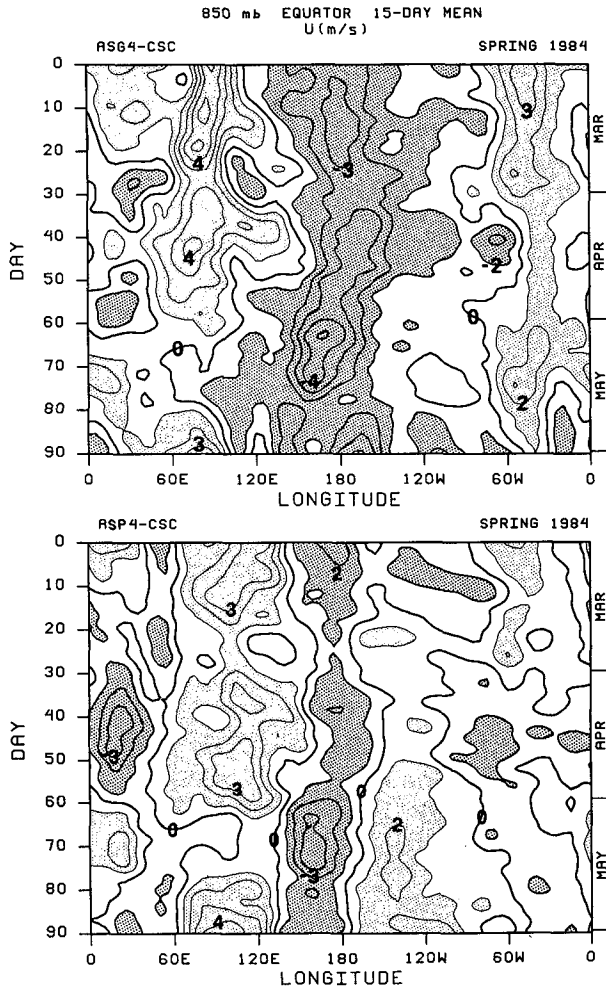 850 mb EQUATOR 15-DAY MEAN
U(m/s)
ASG4-CSC SPRING 1984
0
10
20
30
40
50
60
70
80
90
DAY
3
4
-3
4
-2
0
0
-4
2
3
MAR
APR
MAY
0 60E 120E 180 120W 60W 0
LONGITUDE
ASP4-CSC SPRING 1984
0
10
20
30
40
50
60
70
80
90
DAY
2
3
-3
3
0
0
0
2
0
-3
4
MAR
APR
MAY
0 60E 120E 180 120W 60W 0
LONGITUDE